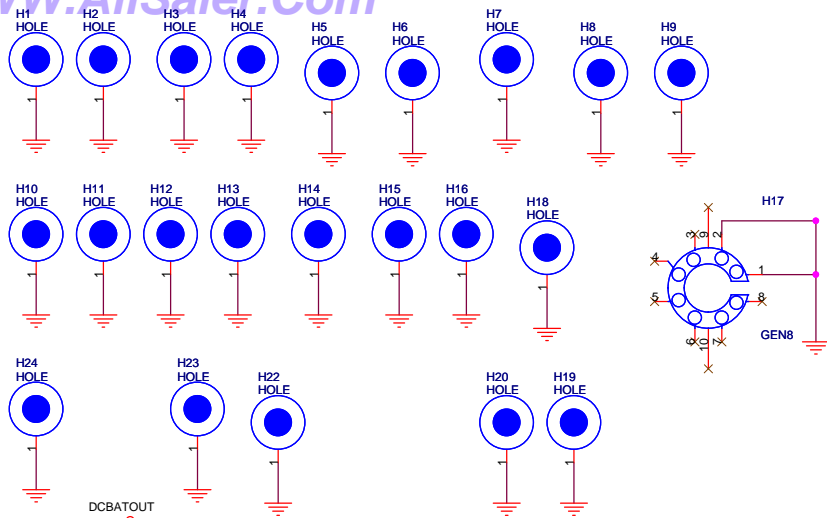 www.AllSaler.Com
H1 H2 H3 H4 H5 H6 H7 H8 H9
HOLE HOLE HOLE HOLE HOLE HOLE HOLE HOLE HOLE
1 1 1 1 1 1 1 1 1
H10 H11 H12 H13 H14 H15 H16 H18 H17
HOLE HOLE HOLE HOLE HOLE HOLE HOLE HOLE
1 1 1 1 1 1 1 1
3 9 2
4 1
5 8
6 10 7
GEN8
H24 H23 H22 H20 H19
HOLE HOLE HOLE HOLE HOLE
1 1 1 1 1
DCBATOUT